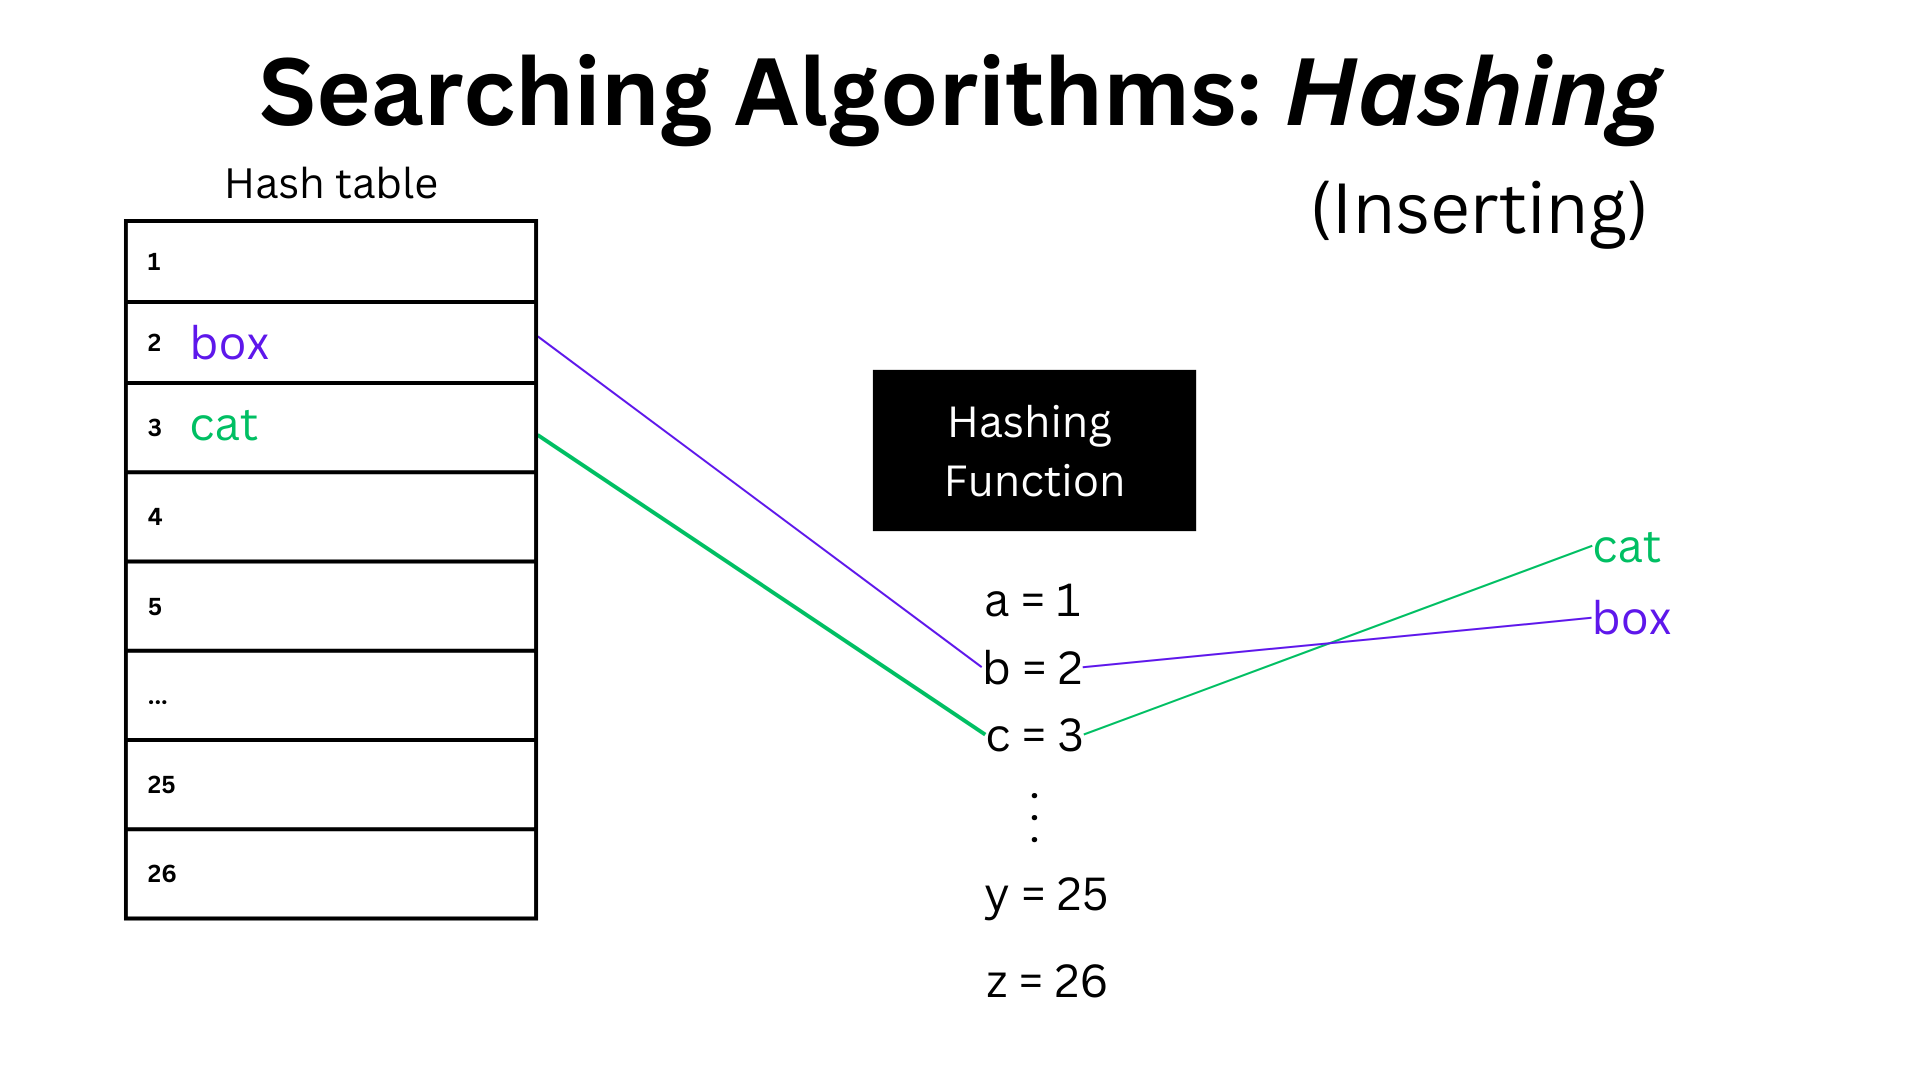 Searching Algorithms: Hashing
(Inserting)
Hash table
1
2 box
3 cat
4
5
...
25
26
Hashing
Function
a = 1
b = 2
c = 3
⋮
y = 25
z = 26
cat
box